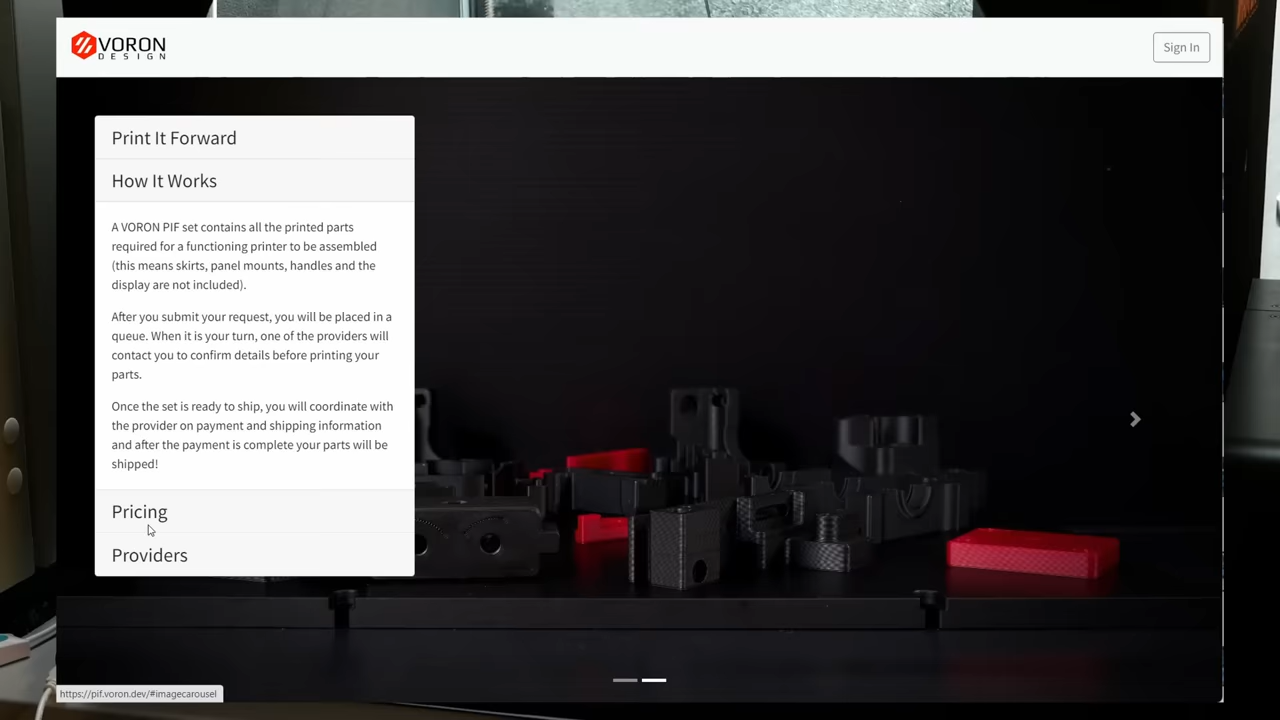 VORON
DESIGN
Sign In
Print It Forward
How It Works
A VORON PIF set contains all the printed parts
required for a functioning printer to be assembled
(this means skirts, panel mounts, handles and the
display are not included).
After you submit your request, you will be placed in a
queue. When it is your turn, one of the providers will
contact you to confirm details before printing your
parts.
Once the set is ready to ship, you will coordinate with
the provider on payment and shipping information
and after the payment is complete your parts will be
shipped!
Pricing
Providers
https://pif.voron.dev/#imagecarousel